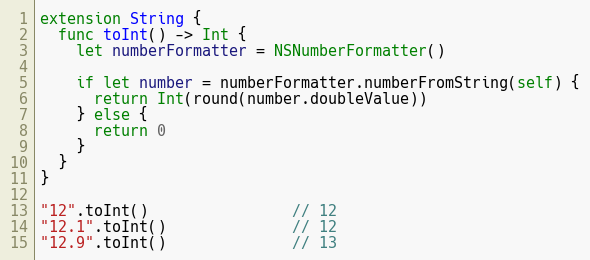 1 extension String {
2   func toInt() -> Int {
3     let numberFormatter = NSNumberFormatter()
4
5     if let number = numberFormatter.numberFromString(self) {
6       return Int(round(number.doubleValue))
7     } else {
8       return 0
9     }
10   }
11 }
12
13 "12".toInt()                // 12
14 "12.1".toInt()              // 12
15 "12.9".toInt()              // 13